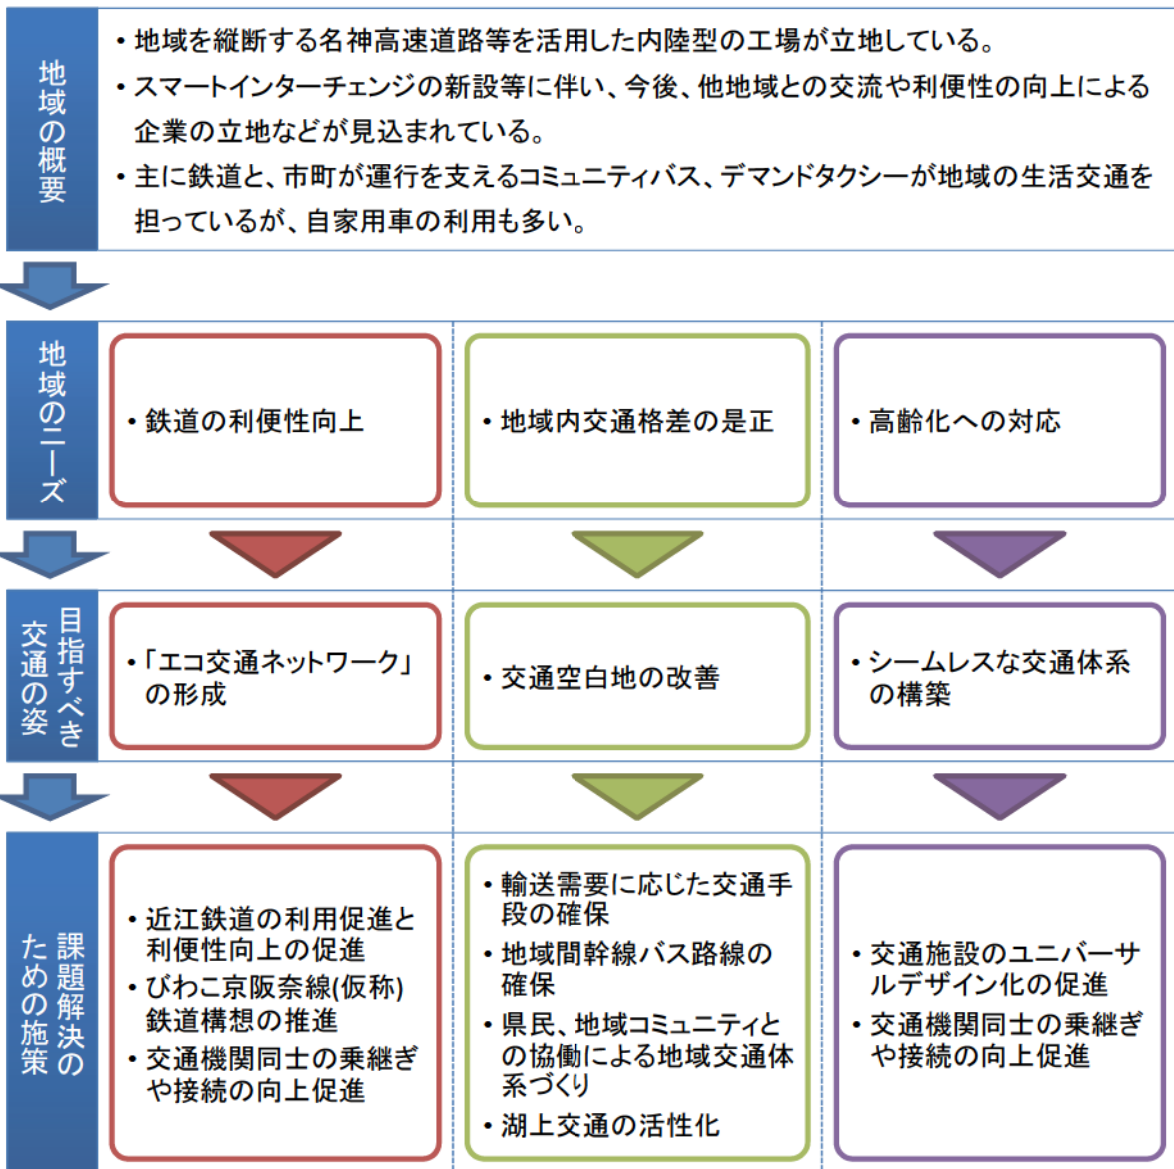 地域の概要
・地域を縦断する名神高速道路等を活用した内陸型の工場が立地している。
・スマートインターチェンジの新設等に伴い、今後、他地域との交流や利便性の向上による
企業の立地などが見込まれている。
・主に鉄道と、市町が運行を支えるコミュニティバス、デマンドタクシーが地域の生活交通を
担っているが、自家用車の利用も多い。
地域のニーズ
・鉄道の利便性向上
・地域内交通格差の是正
・高齢化への対応
目指すべき
交通の姿
・「エコ交通ネットワーク」
の形成
・交通空白地の改善
・シームレスな交通体系
の構築
課題解決の
ための施策
・近江鉄道の利用促進と
利便性向上の促進
・びわこ京阪奈線(仮称)
鉄道構想の推進
・交通機関同士の乗継ぎ
や接続の向上促進
・輸送需要に応じた交通手
段の確保
・地域間幹線バス路線の
確保
・県民、地域コミュニティと
の協働による地域交通体
系づくり
・湖上交通の活性化
・交通施設のユニバーサ
ルデザイン化の促進
・交通機関同士の乗継ぎ
や接続の向上促進